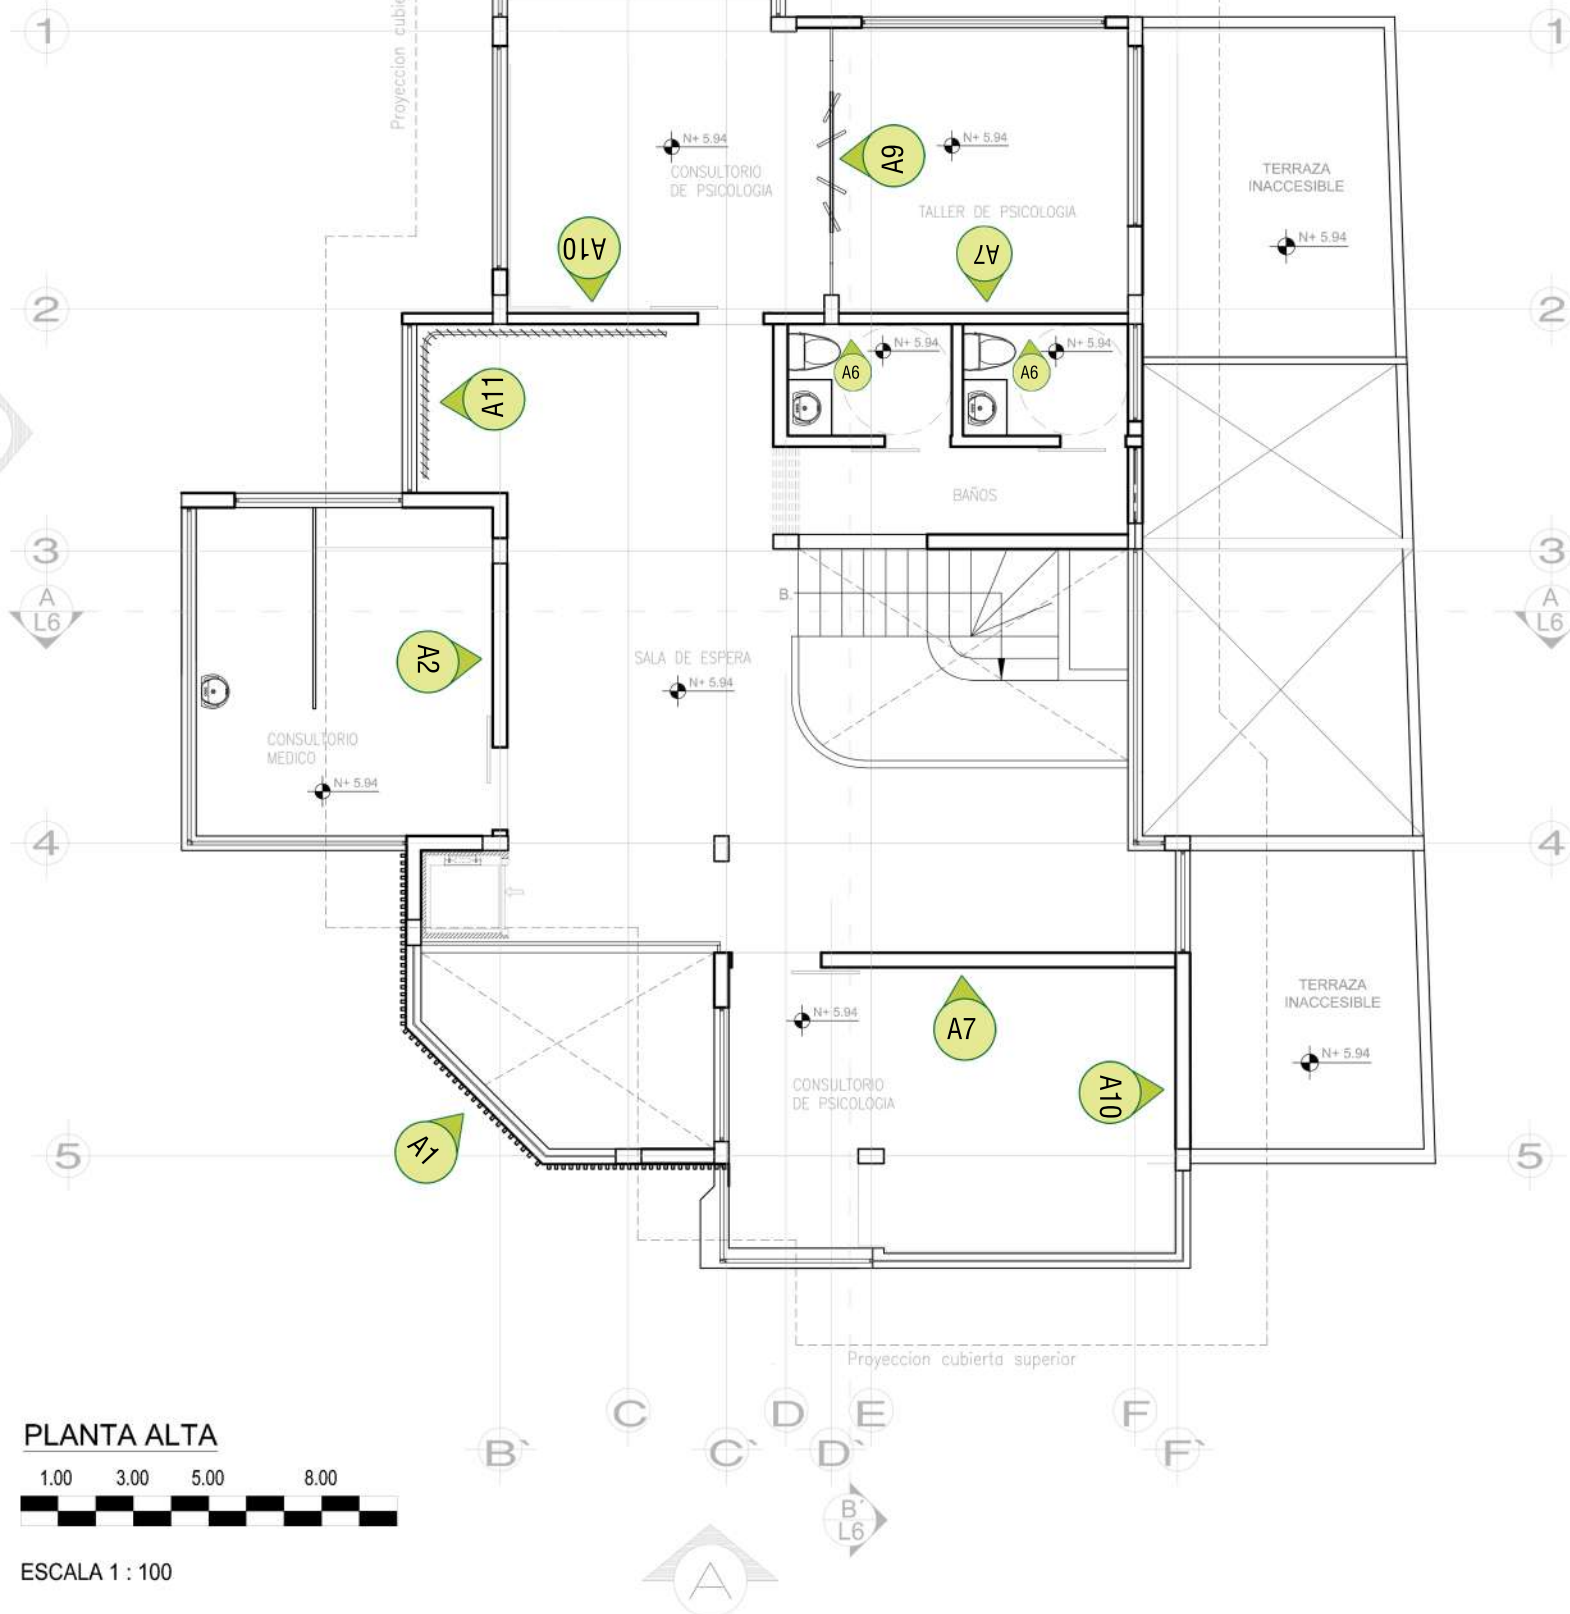 Proyeccion cubie
1
1
N+ 5.94
CONSULTORIO
DE PSICOLOGIA
A9
N+ 5.94
TALLER DE PSICOLOGIA
TERRAZA
INACCESIBLE
N+ 5.94
A10
A7
2
2
A11
A6
N+ 5.94
A6
N+ 5.94
BAÑOS
3
3
A
L6
A
L6
B.
A2
SALA DE ESPERA
N+ 5.94
CONSULTORIO
MEDICO
N+ 5.94
4
4
TERRAZA
INACCESIBLE
N+ 5.94
N+ 5.94
A7
CONSULTORIO
DE PSICOLOGIA
A10
A1
5
5
Proyeccion cubierta superior
C
D
E
F
B`
C`
D`
F`
PLANTA ALTA
1.00 3.00 5.00 8.00
ESCALA 1 : 100
B´
L6
A